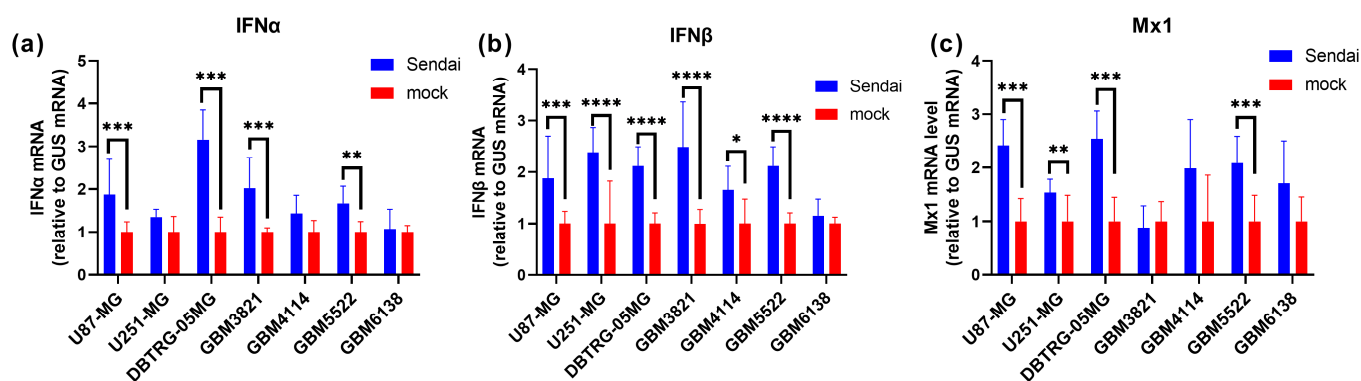 (a)
IFNα
IFNα mRNA
(relative to GUS mRNA)
5
4
3
2
1
0
***
***
***
**
Sendai
mock
U87-MG
U251-MG
DBTRG-05MG
GBM3821
GBM4114
GBM5522
GBM6138
(b)
IFNβ
IFNβ mRNA
(relative to GUS mRNA)
4
3
2
1
0
***
****
****
****
*
****
Sendai
mock
U87-MG
U251-MG
DBTRG-05MG
GBM3821
GBM4114
GBM5522
GBM6138
(c)
Mx1
Mx1 mRNA level
(relative to GUS mRNA)
4
3
2
1
0
***
**
***
***
Sendai
mock
U87-MG
U251-MG
DBTRG-05MG
GBM3821
GBM4114
GBM5522
GBM6138